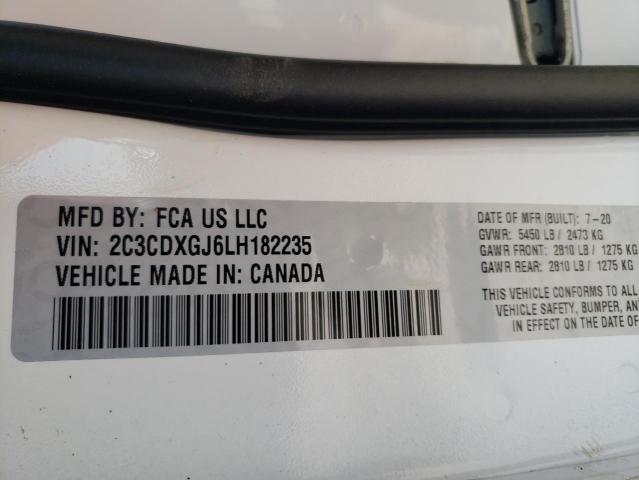 MFD BY: FCA US LLC
VIN: 2C3CDXGJ6LH182235
VEHICLE MADE IN: CANADA
DATE OF MFR (BUILT): 7-20
GVWR: 5450 LB / 2473 KG
GAWR FRONT: 2810 LB / 1275 KG
GAWR REAR: 2810 LB / 1275 KG
THIS VEHICLE CONFORMS TO ALL
VEHICLE SAFETY, BUMPER, AN
IN EFFECT ON THE DATE OF